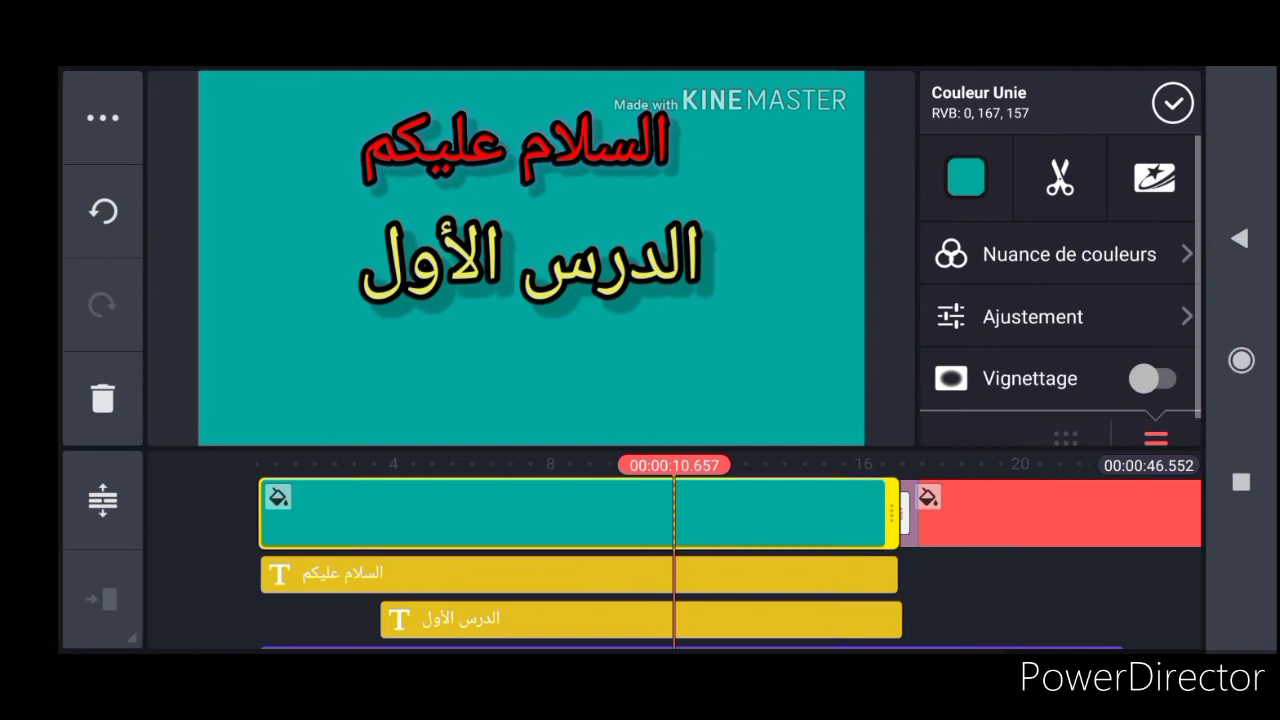 Made with KINEMASTER
السلام عليكم
الدرس الأول
Couleur Unie
RVB: 0, 167, 157
Nuance de couleurs
Ajustement
Vignettage
4 8 00:00:10.657 16 20 00:00:46.552
T السلام عليكم
T الدرس الأول
PowerDirector